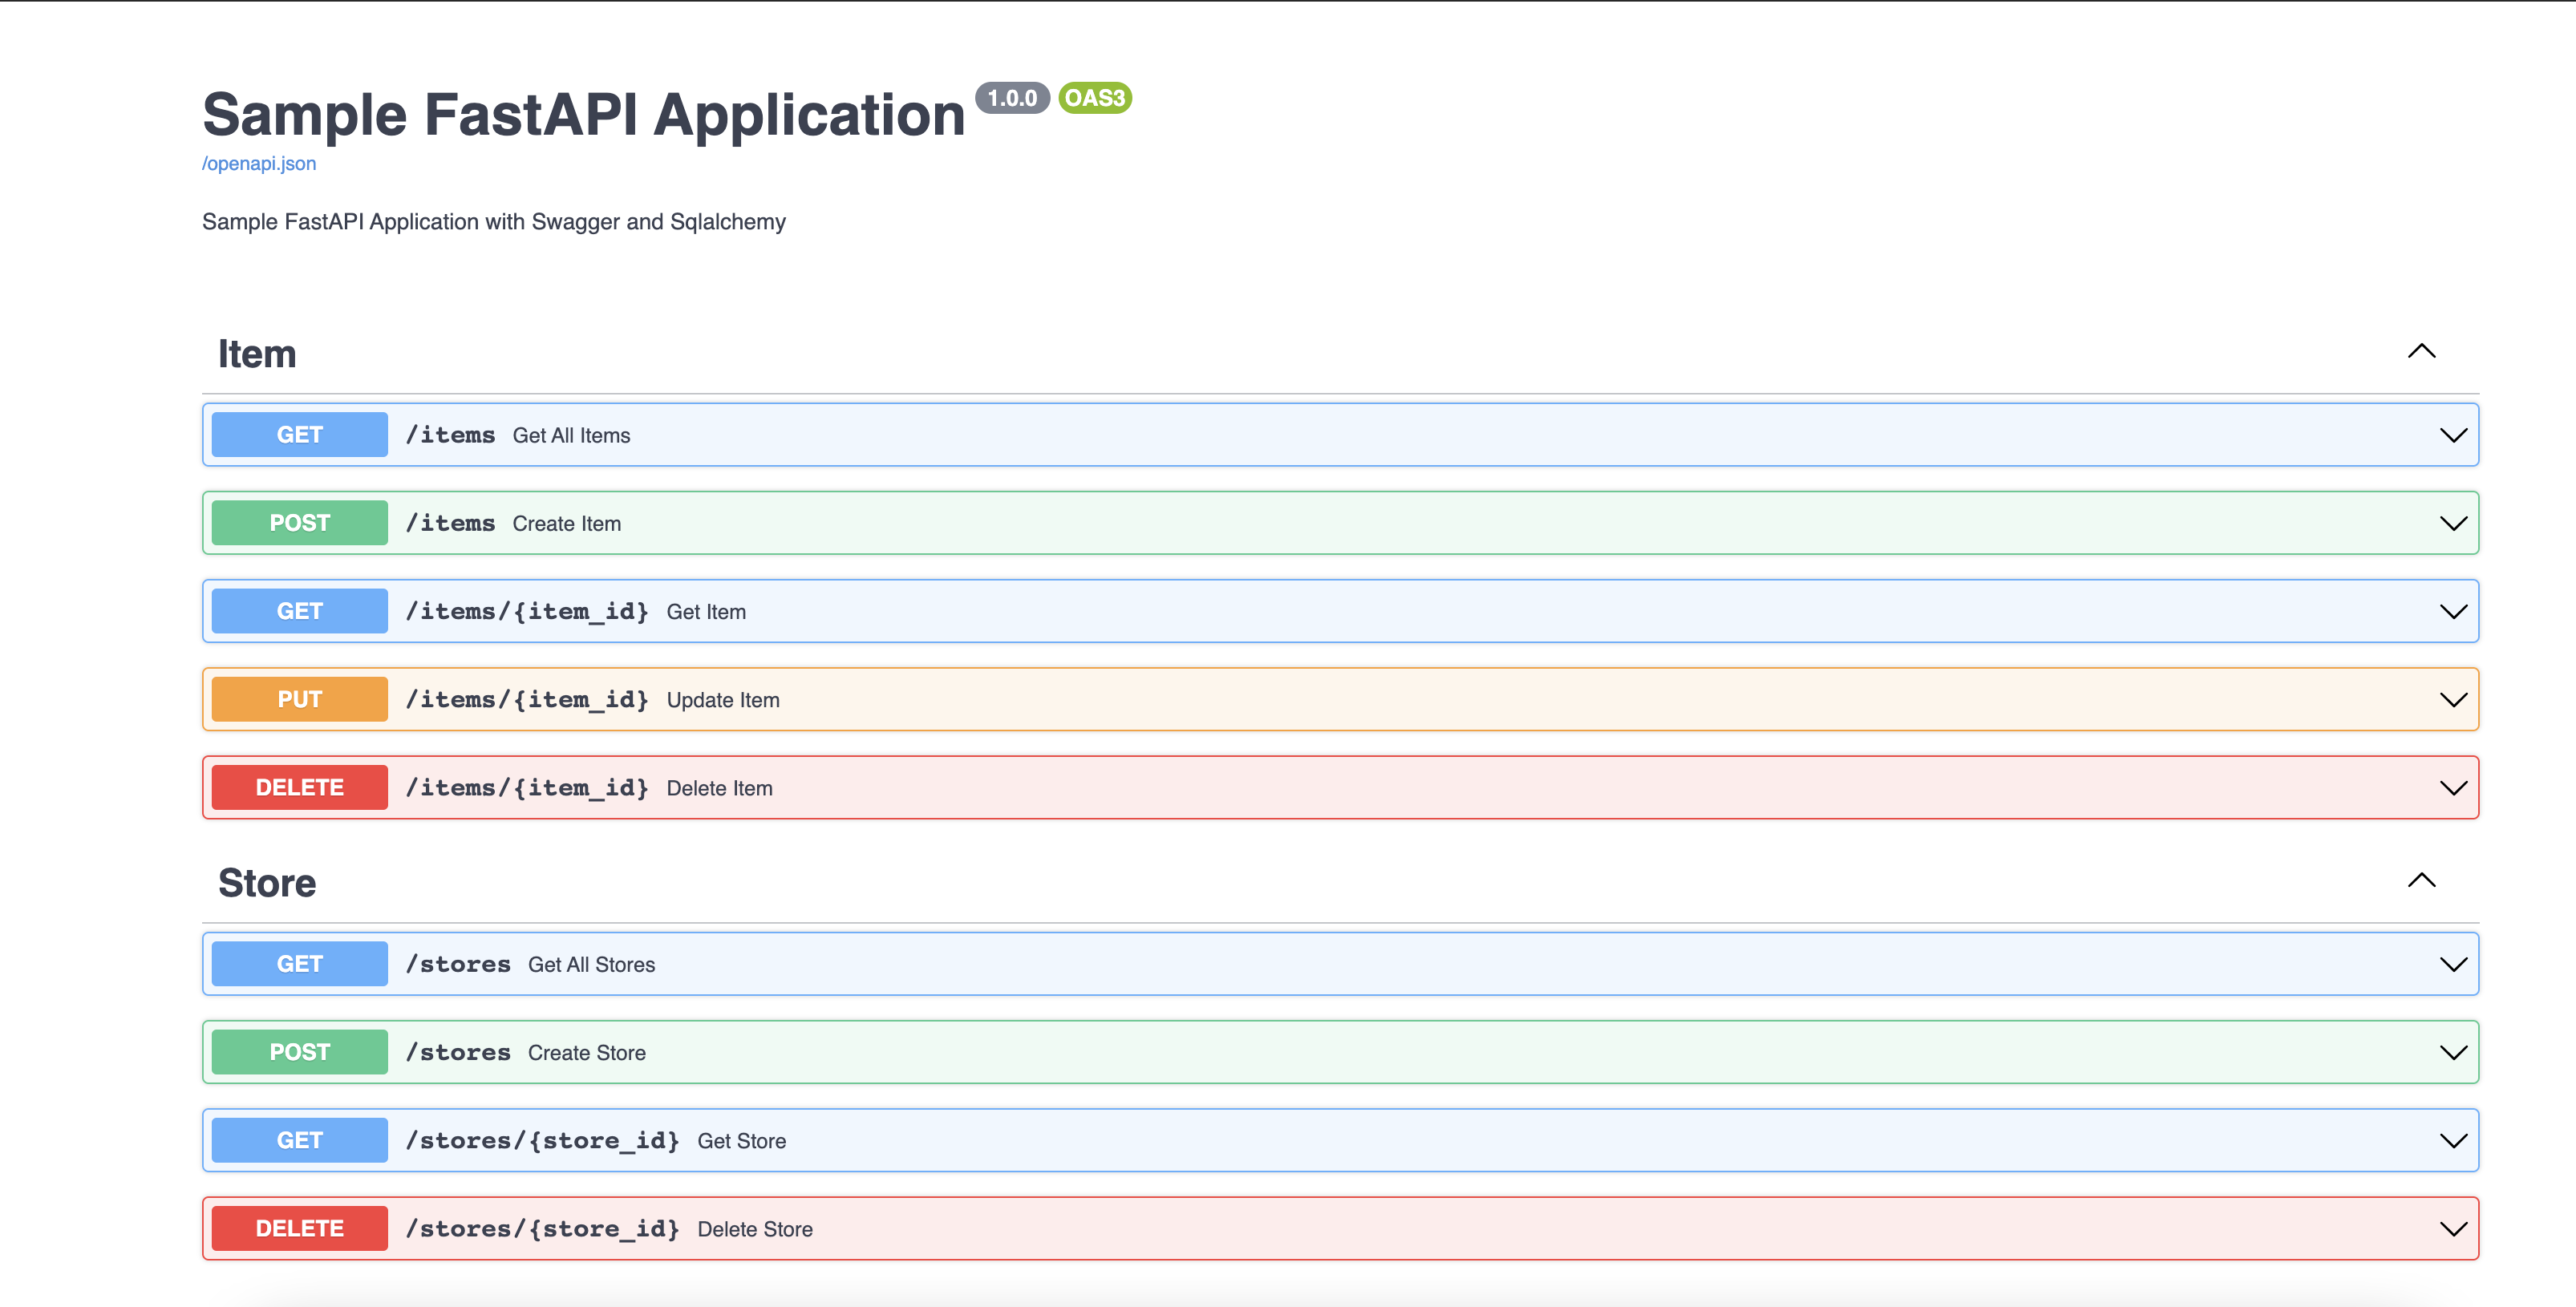 Sample FastAPI Application 1.0.0 OAS3
/openapi.json
Sample FastAPI Application with Swagger and Sqlalchemy
Item
GET /items Get All Items
POST /items Create Item
GET /items/{item_id} Get Item
PUT /items/{item_id} Update Item
DELETE /items/{item_id} Delete Item
Store
GET /stores Get All Stores
POST /stores Create Store
GET /stores/{store_id} Get Store
DELETE /stores/{store_id} Delete Store